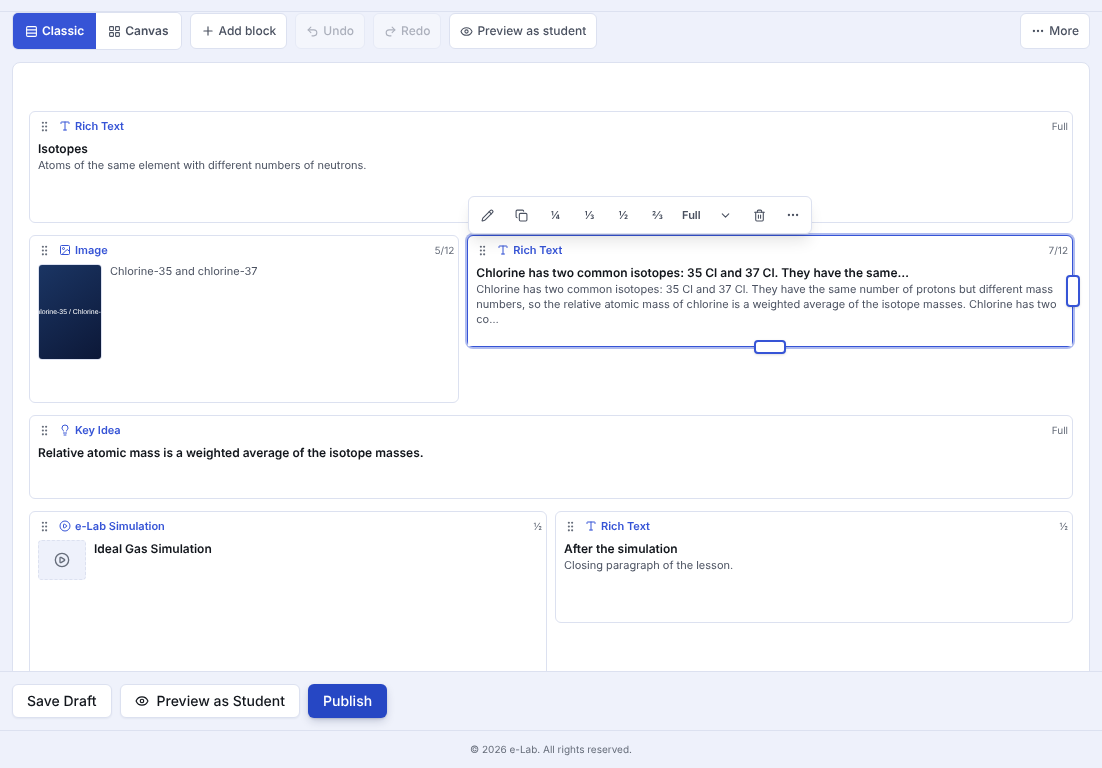 Classic
Canvas
Add block
Undo
Redo
Preview as student
More
Rich Text
Full
Isotopes
Atoms of the same element with different numbers of neutrons.
¼
⅓
½
⅔
Full
Image
5/12
Chlorine-35 and chlorine-37
lorine-35 / Chlorine-
Rich Text
7/12
Chlorine has two common isotopes: 35 Cl and 37 Cl. They have the same…
Chlorine has two common isotopes: 35 Cl and 37 Cl. They have the same number of protons but different mass
numbers, so the relative atomic mass of chlorine is a weighted average of the isotope masses. Chlorine has two
co…
Key Idea
Full
Relative atomic mass is a weighted average of the isotope masses.
e-Lab Simulation
½
Ideal Gas Simulation
Rich Text
½
After the simulation
Closing paragraph of the lesson.
Save Draft
Preview as Student
Publish
© 2026 e-Lab. All rights reserved.